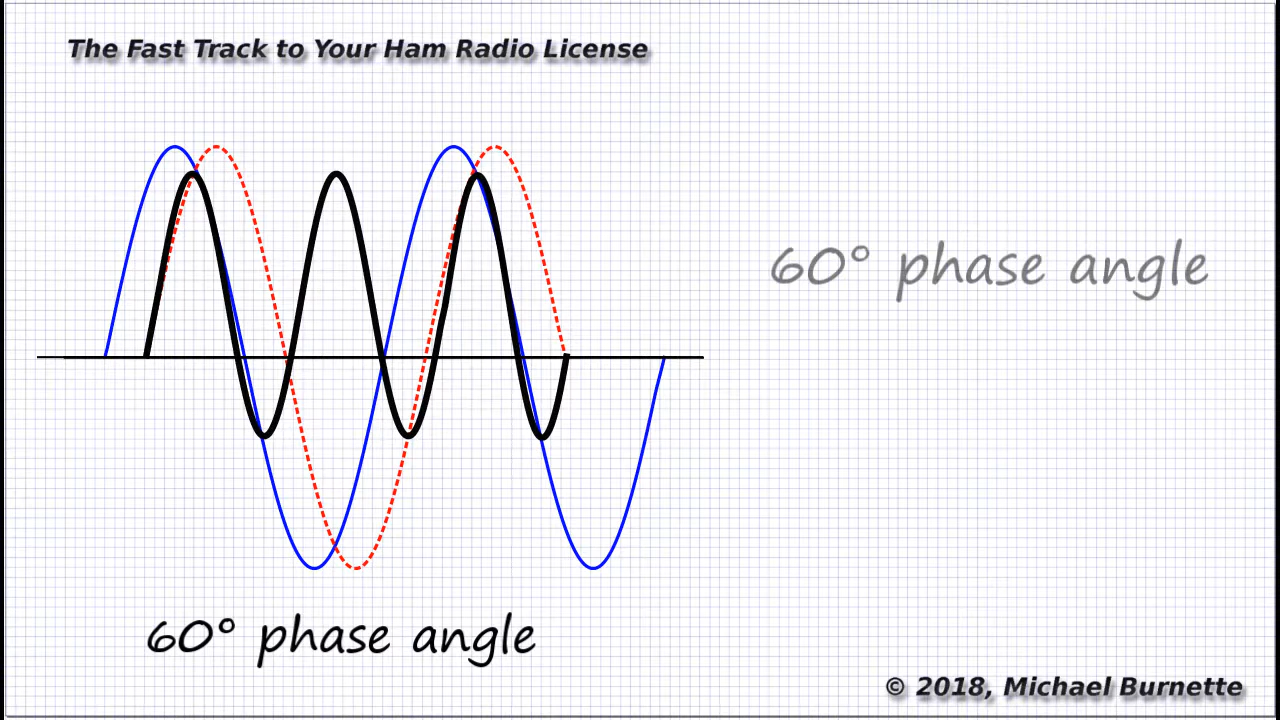 The Fast Track to Your Ham Radio License
60° phase angle
60° phase angle
© 2018, Michael Burnette